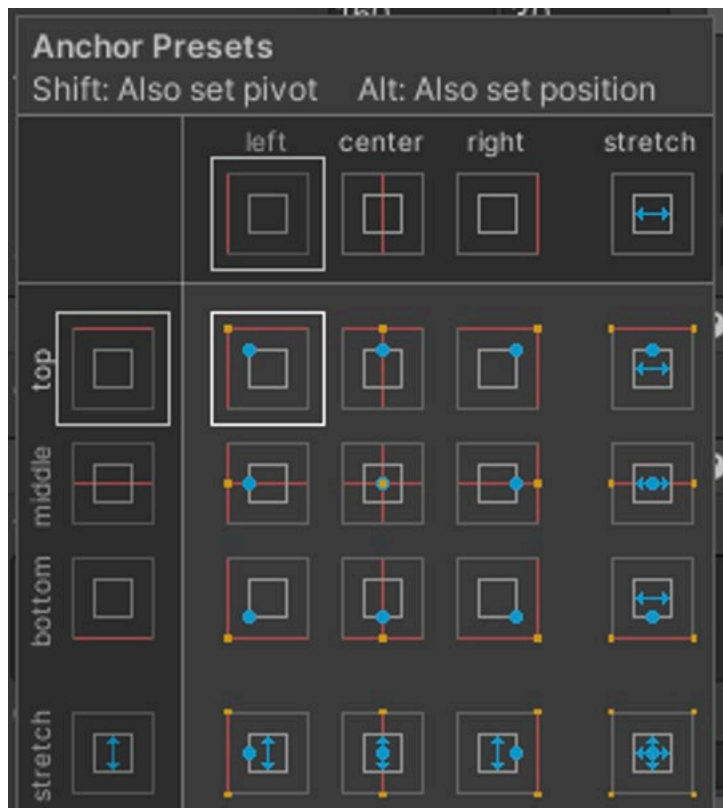 Anchor Presets
Shift: Also set pivot Alt: Also set position
left center right stretch
top
middle
bottom
stretch